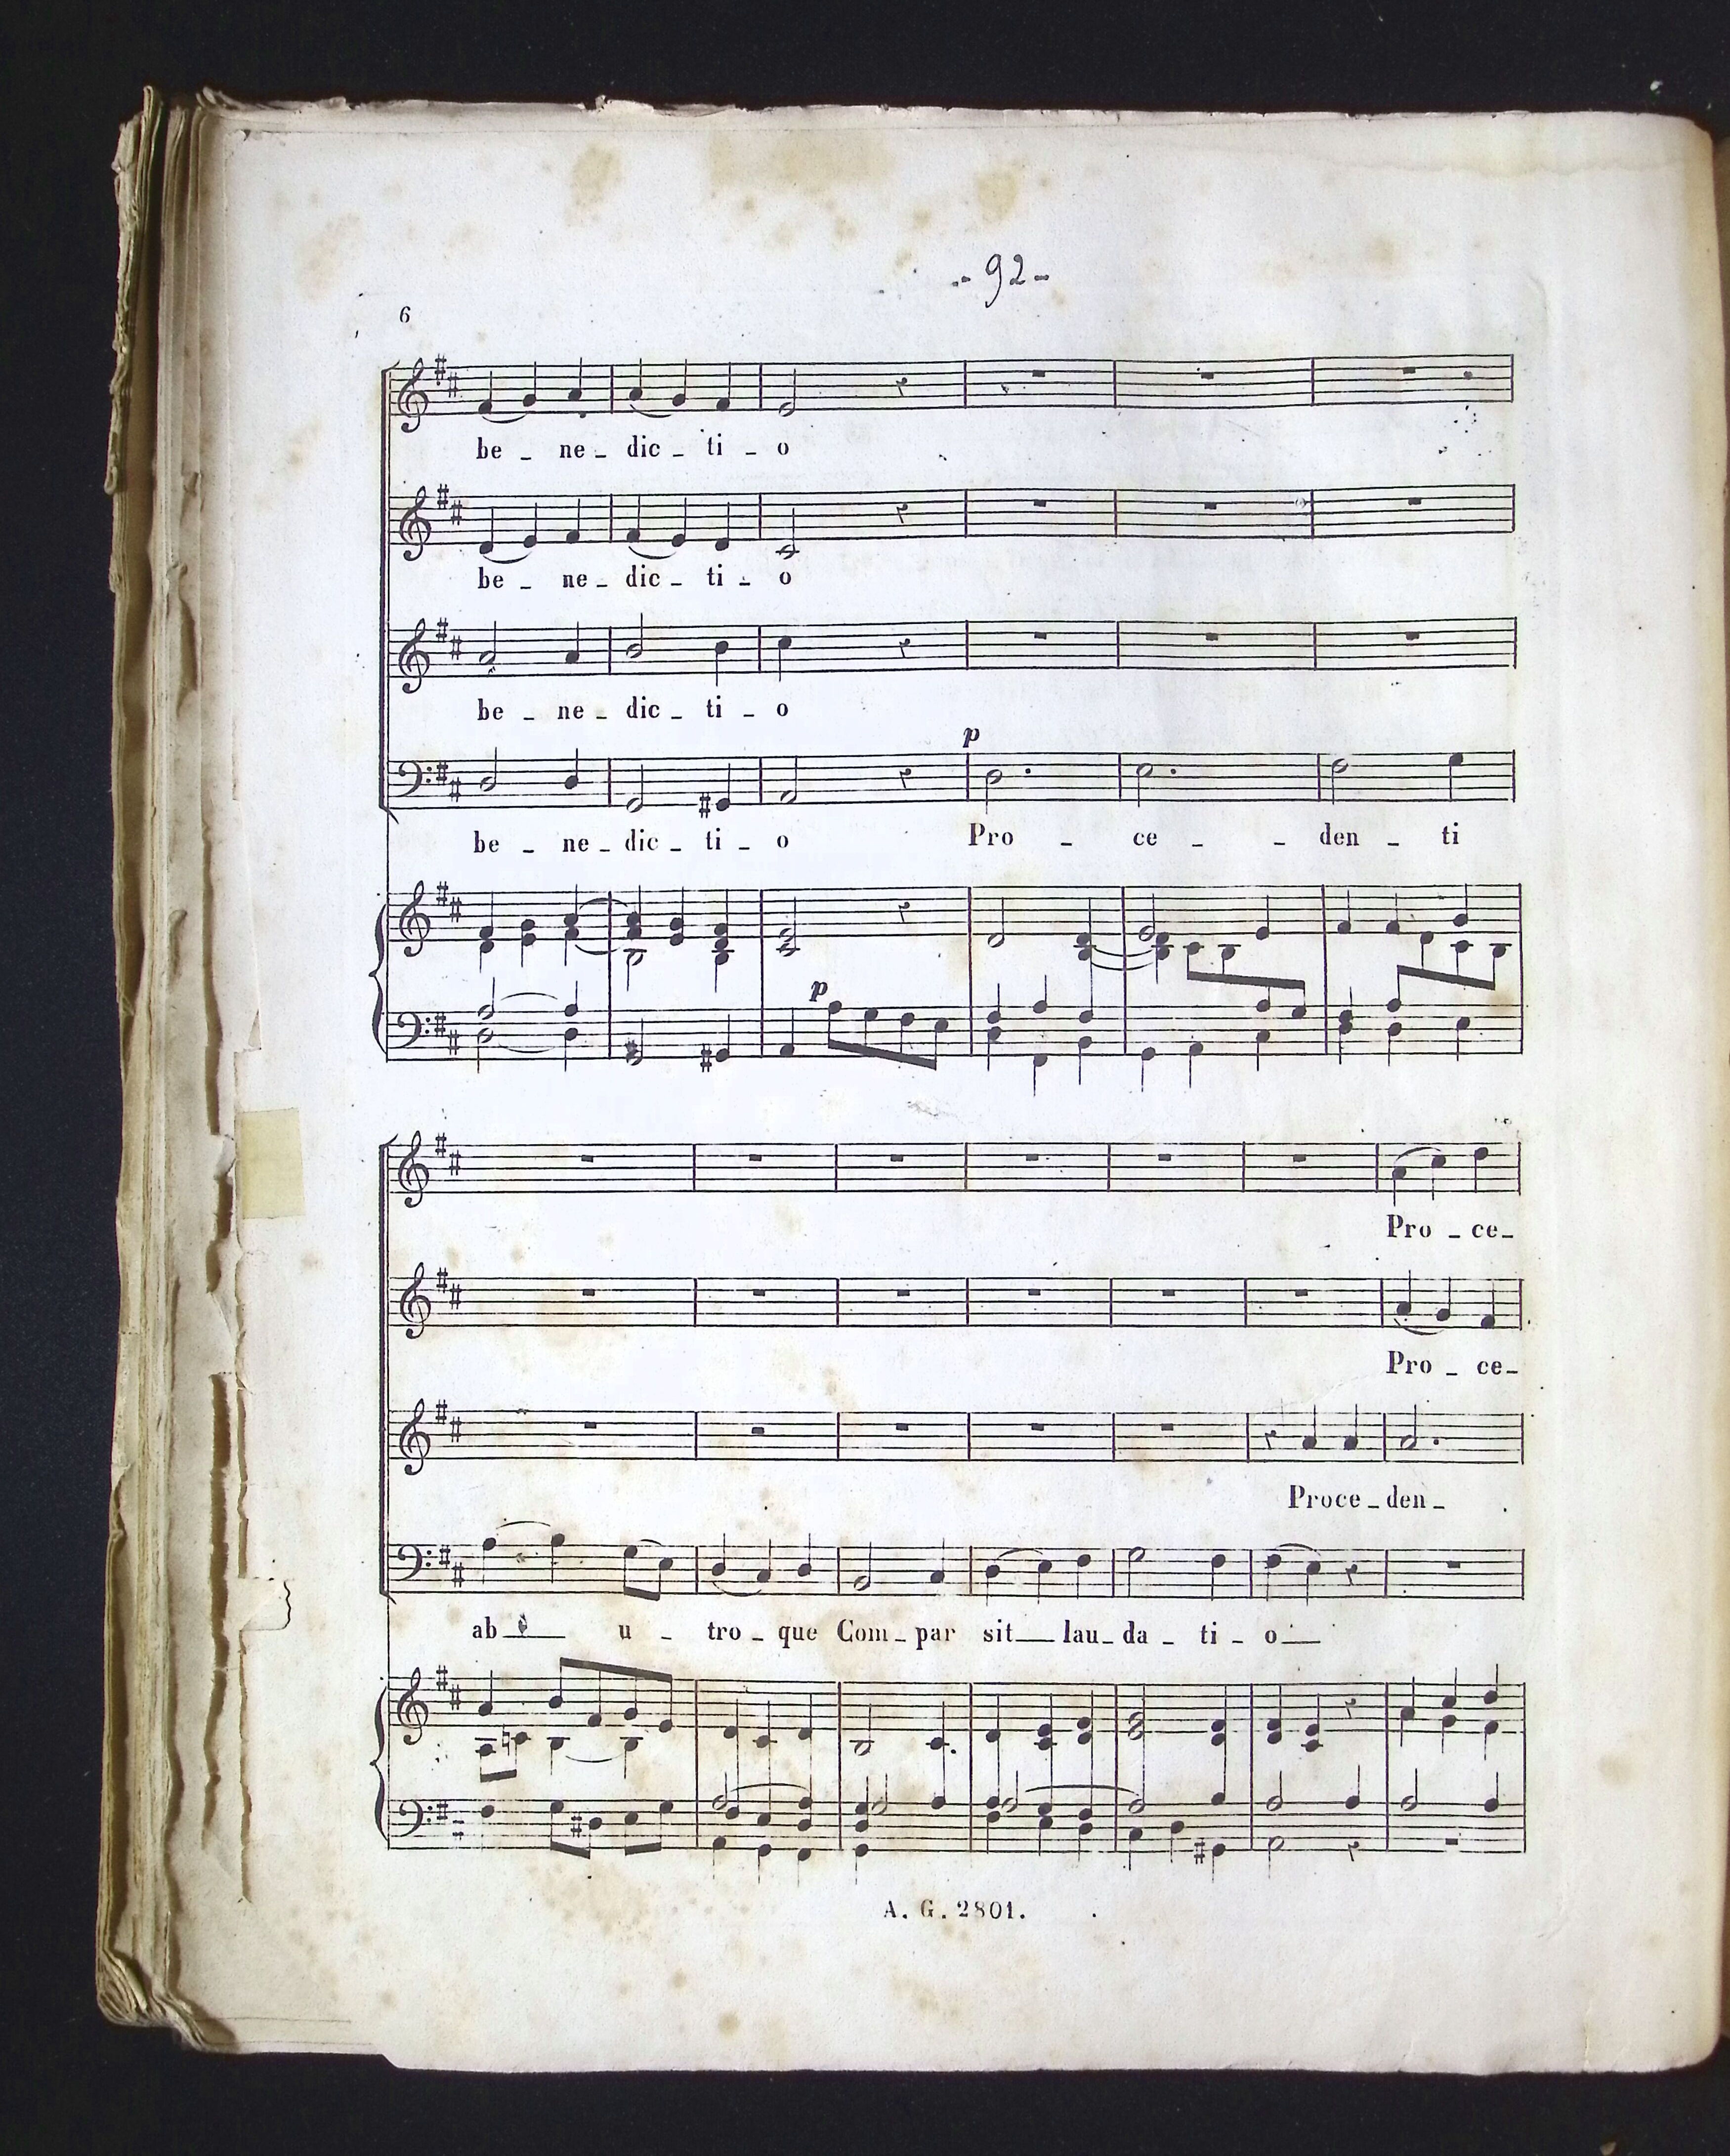 - 92 -
6
be - ne - dic - ti - o
be - ne - dic - ti - o
be - ne - dic - ti - o
p
be - ne - dic - ti - o Pro - ce - - den - ti
p
Pro - ce -
Pro - ce -
Proce - den -
ab u - tro - que Com - par sit lau - da - ti - o
A. G. 2801.